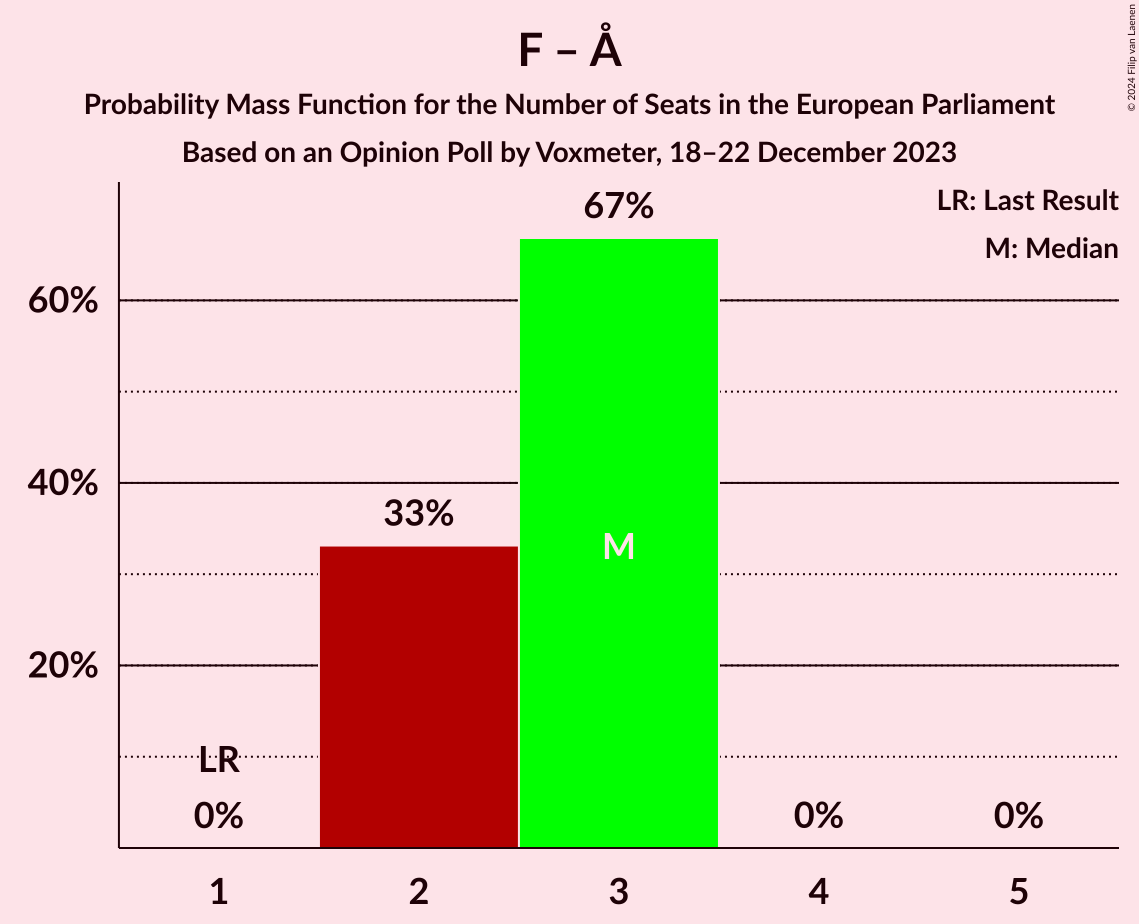 F – Å
Probability Mass Function for the Number of Seats in the European Parliament
Based on an Opinion Poll by Voxmeter, 18–22 December 2023
© 2024 Filip van Laenen
LR: Last Result
M: Median
67%
60%
40%
33%
M
20%
LR
0%
0%
0%
1
2
3
4
5